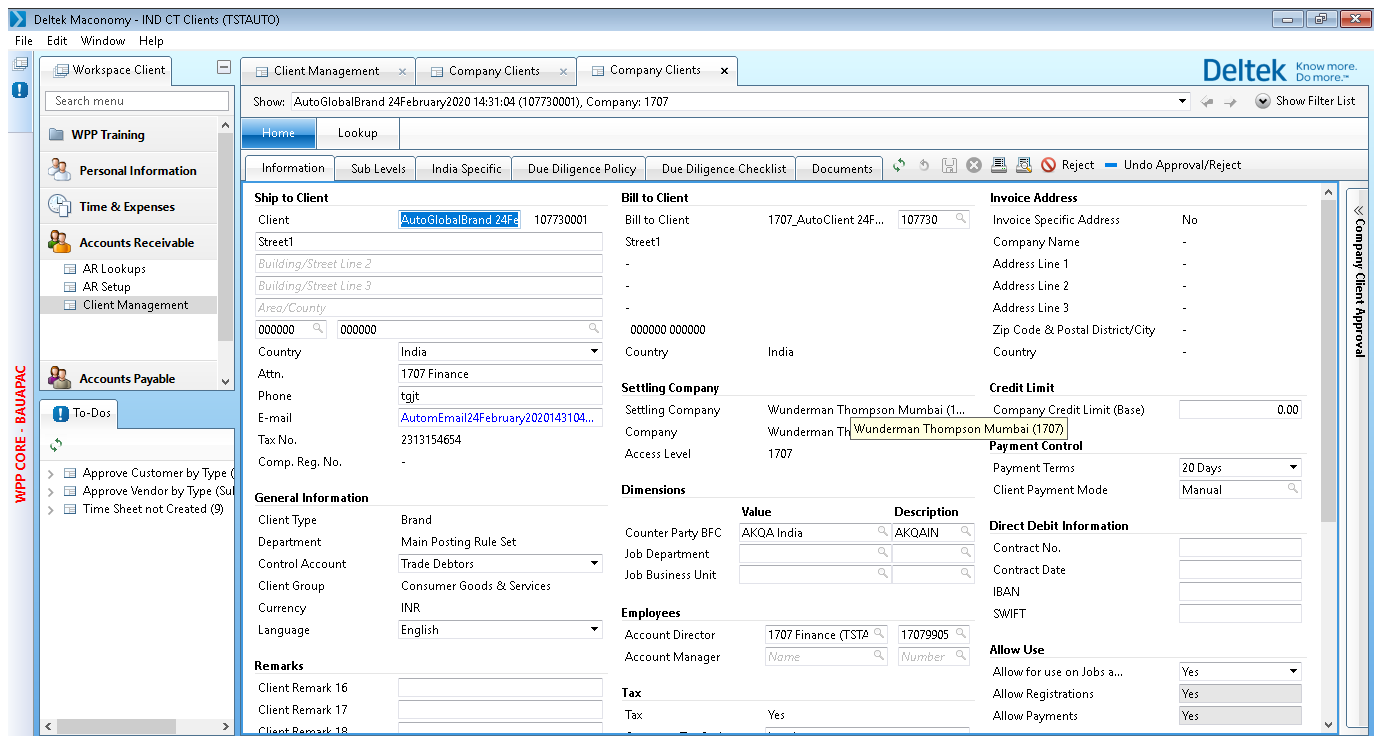 Deltek Maconomy - IND CT Clients (TSTAUTO)
File Edit Window Help
WPP CORE - BAUAPAC
Workspace Client
Search menu
WPP Training
Personal Information
Time & Expenses
Accounts Receivable
AR Lookups
AR Setup
Client Management
Accounts Payable
To-Dos
Approve Customer by Type (
Approve Vendor by Type (Sul
Time Sheet not Created (9)
Client Management Company Clients Company Clients
Deltek Know more. Do more.™
Show: AutoGlobalBrand 24February2020 14:31:04 (107730001), Company: 1707 Show Filter List
Home Lookup
Information Sub Levels India Specific Due Diligence Policy Due Diligence Checklist Documents Reject Undo Approval/Reject
Ship to Client
Client AutoGlobalBrand 24Fe 107730001
Street1
Building/Street Line 2
Building/Street Line 3
Area/County
000000 000000
Country India
Attn. 1707 Finance
Phone tgjt
E-mail AutomEmail24February2020143104...
Tax No. 2313154654
Comp. Reg. No. -
General Information
Client Type Brand
Department Main Posting Rule Set
Control Account Trade Debtors
Client Group Consumer Goods & Services
Currency INR
Language English
Remarks
Client Remark 16
Client Remark 17
Client Remark 18
Bill to Client
Bill to Client 1707_AutoClient 24F... 107730
Street1
-
-
-
000000 000000
Country India
Settling Company
Settling Company Wunderman Thompson Mumbai (1...
Company Wunderman Th
Wunderman Thompson Mumbai (1707)
Access Level 1707
Dimensions
Value Description
Counter Party BFC AKQA India AKQAIN
Job Department
Job Business Unit
Employees
Account Director 1707 Finance (TSTA 17079905
Account Manager Name Number
Tax
Tax Yes
Invoice Address
Invoice Specific Address No
Company Name -
Address Line 1 -
Address Line 2 -
Address Line 3 -
Zip Code & Postal District/City -
Country -
Credit Limit
Company Credit Limit (Base) 0.00
Payment Control
Payment Terms 20 Days
Client Payment Mode Manual
Direct Debit Information
Contract No.
Contract Date
IBAN
SWIFT
Allow Use
Allow for use on Jobs a... Yes
Allow Registrations Yes
Allow Payments Yes
Company Client Approval